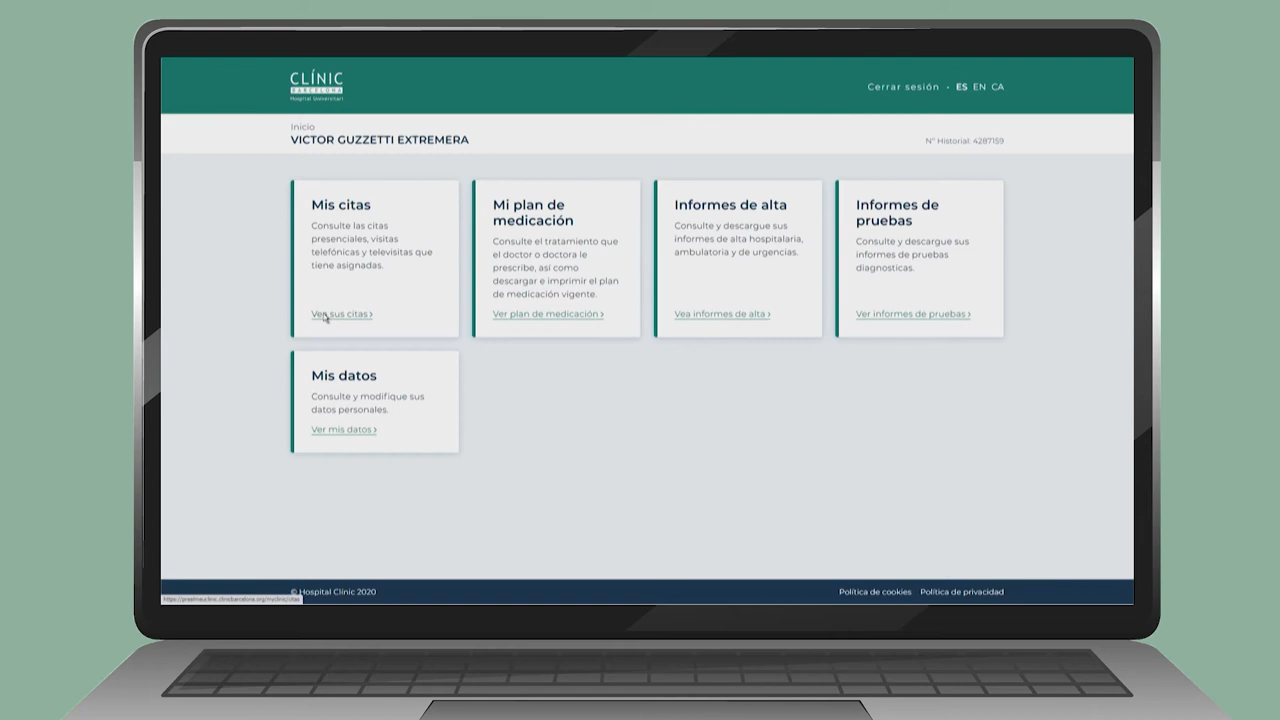 CLÍNIC
BARCELONA
Hospital Universitari
Cerrar sesión - ES EN CA
Inicio
VICTOR GUZZETTI EXTREMERA
Nº Historial: 4287159
Mis citas
Consulte las citas
presenciales, visitas
telefónicas y televisitas que
tiene asignadas.
Ver sus citas ›
Mi plan de
medicación
Consulte el tratamiento que
el doctor o doctora le
prescribe, así como
descargar e imprimir el plan
de medicación vigente.
Ver plan de medicación ›
Informes de alta
Consulte y descargue sus
informes de alta hospitalaria,
ambulatoria y de urgencias.
Vea informes de alta ›
Informes de
pruebas
Consulte y descargue sus
informes de pruebas
diagnosticas.
Ver informes de pruebas ›
Mis datos
Consulte y modifique sus
datos personales.
Ver mis datos ›
© Hospital Clínic 2020
Política de cookies Política de privacidad